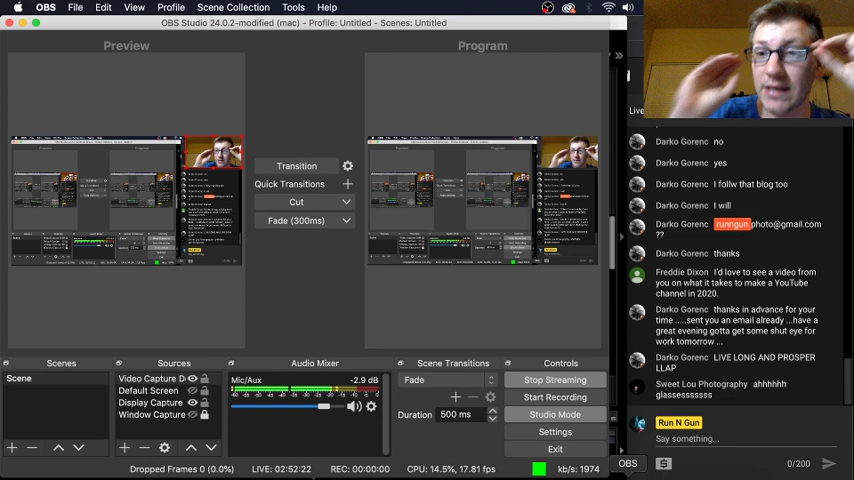 OBS File Edit View Profile Scene Collection Tools Help
OBS Studio 24.0.2-modified (mac) - Profile: Untitled - Scenes: Untitled
Preview
Program
Transition
Quick Transitions
Cut
Fade (300ms)
Scenes
Scene
Sources
Video Capture D
Default Screen
Display Capture
Window Capture
Audio Mixer
Mic/Aux
-2.9 dB
Scene Transitions
Fade
Duration 500 ms
Controls
Stop Streaming
Start Recording
Studio Mode
Settings
Exit
Dropped Frames 0 (0.0%)
LIVE: 02:52:22
REC: 00:00:00
CPU: 14.5%, 17.81 fps
kb/s: 1974
OBS
Live
Darko Gorenc no
Darko Gorenc yes
Darko Gorenc I follw that blog too
Darko Gorenc I will
Darko Gorenc runngunphoto@gmail.com
??
Darko Gorenc thanks
Freddie Dixon I'd love to see a video from
you on what it takes to make a YouTube
channel in 2020.
Darko Gorenc thanks in advance for your
time .....sent you an email already ...have a
great evening gotta get some shut eye for
work tomorrow ...
Darko Gorenc LIVE LONG AND PROSPER
LLAP
Sweet Lou Photography ahhhhhh
glassesssssss
Run N Gun
Say something...
0/200